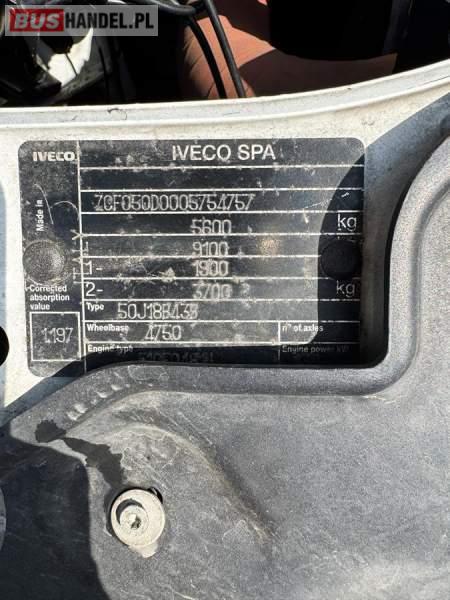 BUSHANDEL.PL
IVECO IVECO SPA
Made in
ZCF050D0005754757
5600 kg
9100
1- 1900
2- 3700 kg
Corrected absorption value
Type 50J18B43B
1.197
Wheelbase 4750 n° of axles
Engine type Engine power kW